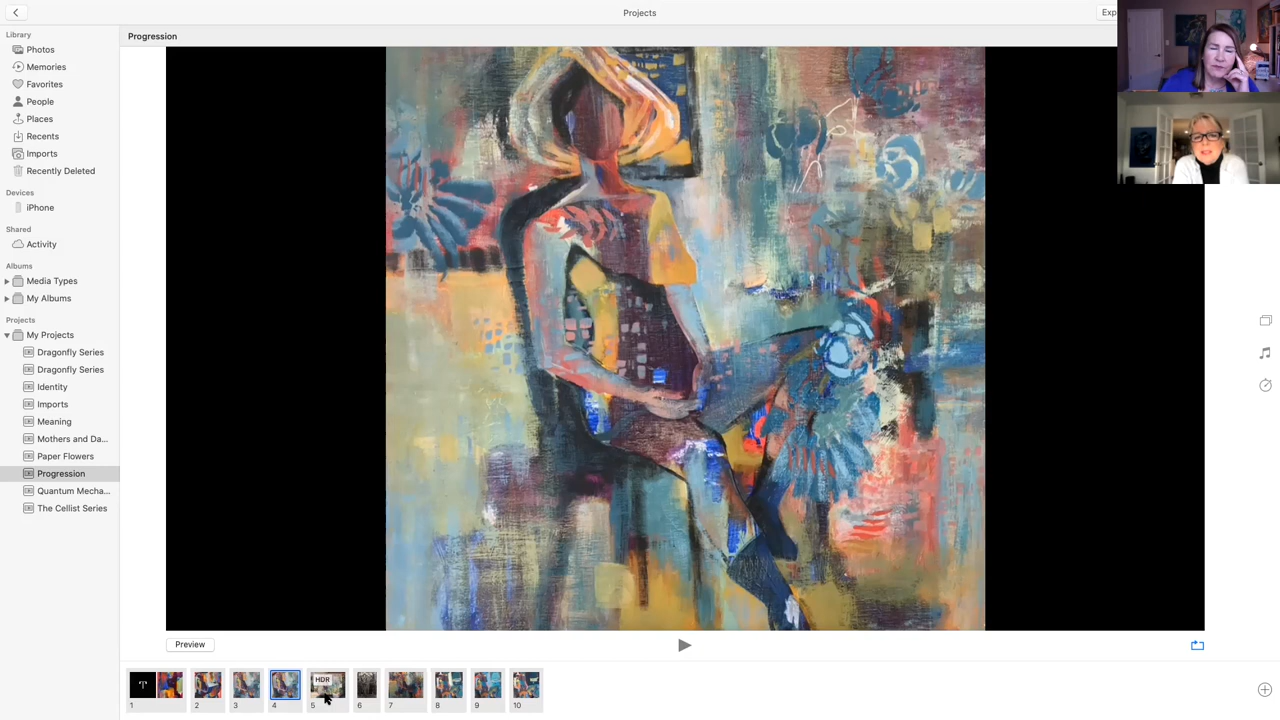 Projects
Exp
Library
Photos
Memories
Favorites
People
Places
Recents
Imports
Recently Deleted
Devices
iPhone
Shared
Activity
Albums
Media Types
My Albums
Projects
My Projects
Dragonfly Series
Dragonfly Series
Identity
Imports
Meaning
Mothers and Da...
Paper Flowers
Progression
Quantum Mecha...
The Cellist Series
Progression
Preview
T
HDR
1 2 3 4 5 6 7 8 9 10